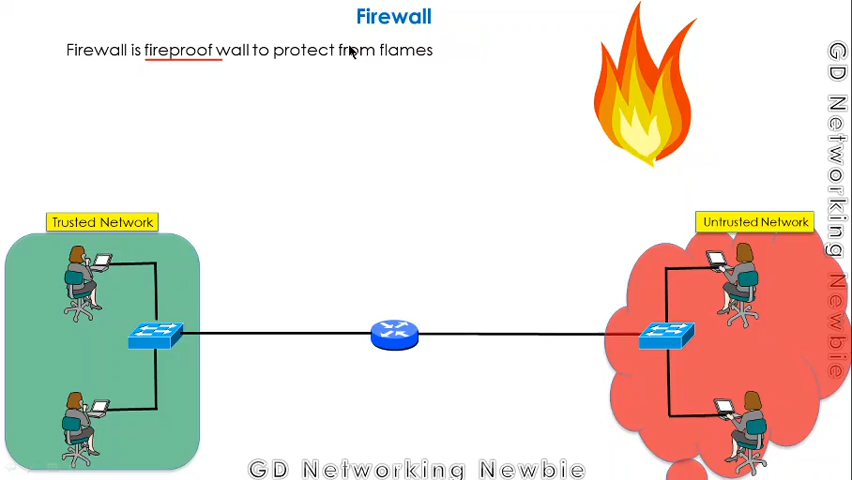 Firewall
Firewall is fireproof wall to protect from flames
Trusted Network
Untrusted Network
GD Networking Newbie
GD Networking Newbie